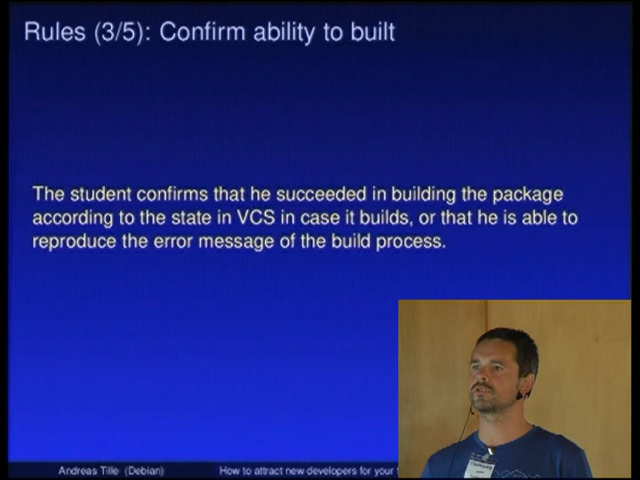 Rules (3/5): Confirm ability to built
The student confirms that he succeeded in building the package
according to the state in VCS in case it builds, or that he is able to
reproduce the error message of the build process.
Andreas Tille (Debian)
How to attract new developers for your